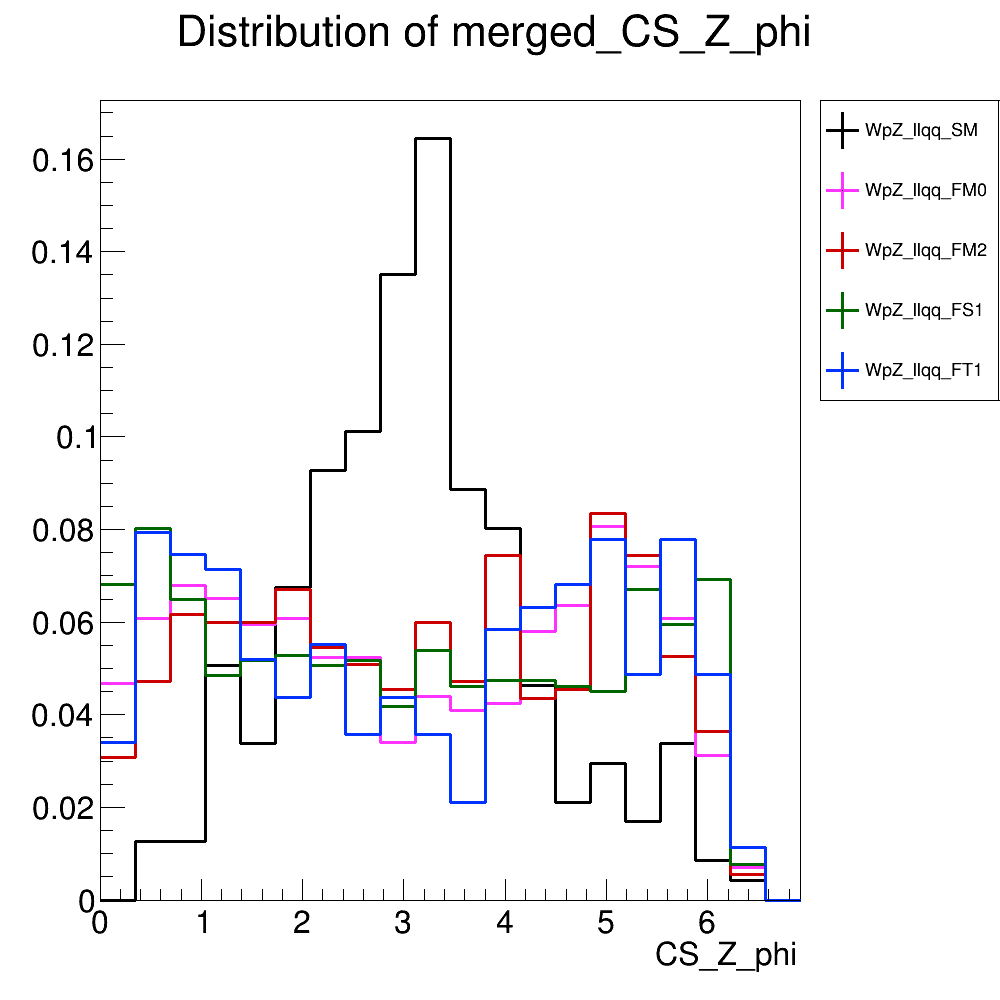 Distribution of merged_CS_Z_phi
WpZ_llqq_SM
WpZ_llqq_FM0
WpZ_llqq_FM2
WpZ_llqq_FS1
WpZ_llqq_FT1
0.16
0.14
0.12
0.1
0.08
0.06
0.04
0.02
0
0 1 2 3 4 5 6
CS_Z_phi